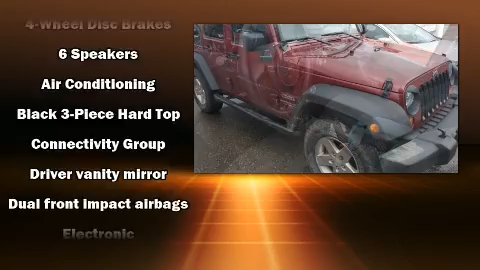 4-Wheel Disc Brakes
6 Speakers
Air Conditioning
Black 3-Piece Hard Top
Connectivity Group
Driver vanity mirror
Dual front impact airbags
Electronic